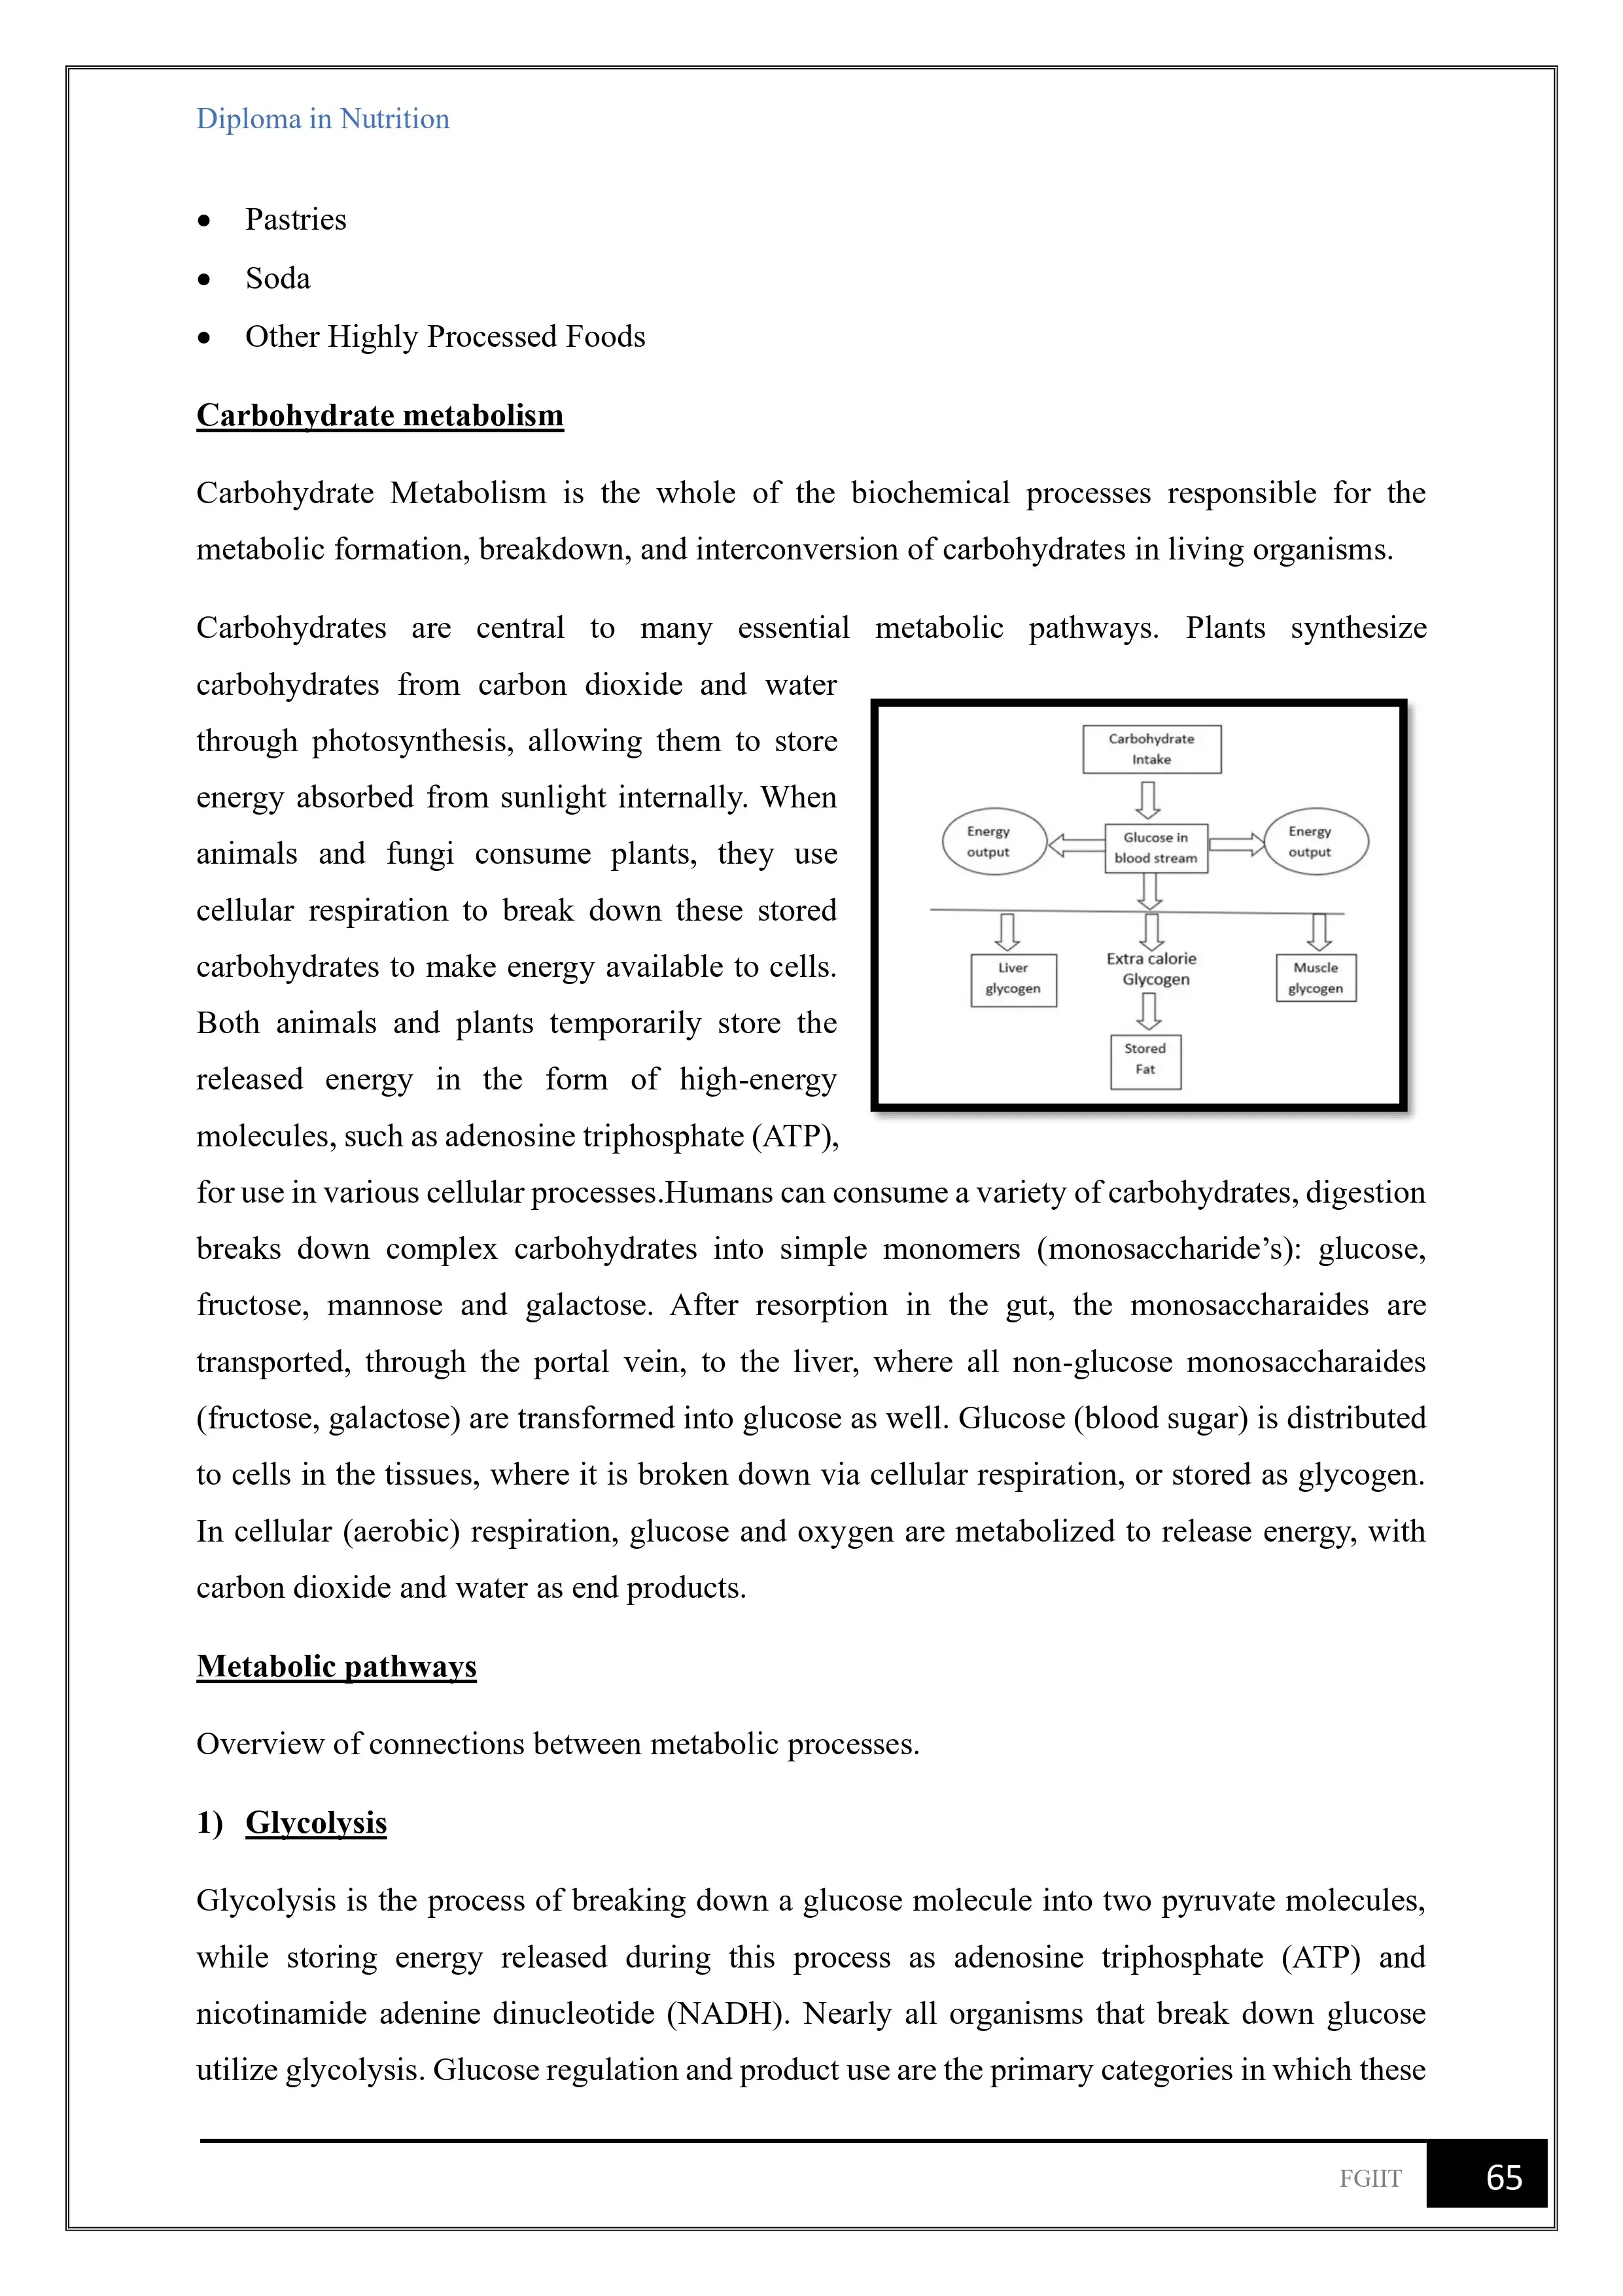 Diploma in Nutrition
• Pastries
• Soda
• Other Highly Processed Foods
Carbohydrate metabolism
Carbohydrate Metabolism is the whole of the biochemical processes responsible for the
metabolic formation, breakdown, and interconversion of carbohydrates in living organisms.
Carbohydrates are central to many essential metabolic pathways. Plants synthesize
carbohydrates from carbon dioxide and water
through photosynthesis, allowing them to store
energy absorbed from sunlight internally. When
animals and fungi consume plants, they use
cellular respiration to break down these stored
carbohydrates to make energy available to cells.
Both animals and plants temporarily store the
released energy in the form of high-energy
molecules, such as adenosine triphosphate (ATP),
Carbohydrate
Intake
Energy
output
Glucose in
blood stream
Energy
output
Liver
glycogen
Extra calorie
Glycogen
Muscle
glycogen
Stored
Fat
for use in various cellular processes.Humans can consume a variety of carbohydrates, digestion
breaks down complex carbohydrates into simple monomers (monosaccharide’s): glucose,
fructose, mannose and galactose. After resorption in the gut, the monosaccharaides are
transported, through the portal vein, to the liver, where all non-glucose monosaccharaides
(fructose, galactose) are transformed into glucose as well. Glucose (blood sugar) is distributed
to cells in the tissues, where it is broken down via cellular respiration, or stored as glycogen.
In cellular (aerobic) respiration, glucose and oxygen are metabolized to release energy, with
carbon dioxide and water as end products.
Metabolic pathways
Overview of connections between metabolic processes.
1) Glycolysis
Glycolysis is the process of breaking down a glucose molecule into two pyruvate molecules,
while storing energy released during this process as adenosine triphosphate (ATP) and
nicotinamide adenine dinucleotide (NADH). Nearly all organisms that break down glucose
utilize glycolysis. Glucose regulation and product use are the primary categories in which these
FGIIT 65